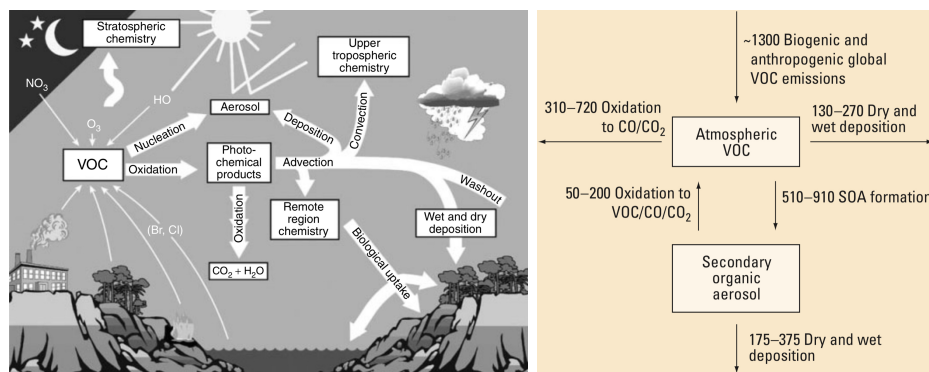 Stratospheric
chemistry
Upper
tropospheric
chemistry
NO3
HO
O3
Aerosol
Nucleation
Deposition
Convection
VOC
Oxidation
Photo-
chemical
products
Advection
Washout
Oxidation
Remote
region
chemistry
Wet and dry
deposition
(Br, Cl)
Biological
uptake
CO2 + H2O
~1300 Biogenic and
anthropogenic global
VOC emissions
310–720 Oxidation
to CO/CO2
130–270 Dry and
wet deposition
Atmospheric
VOC
50–200 Oxidation to
VOC/CO/CO2
510–910 SOA formation
Secondary
organic
aerosol
175–375 Dry and wet
deposition